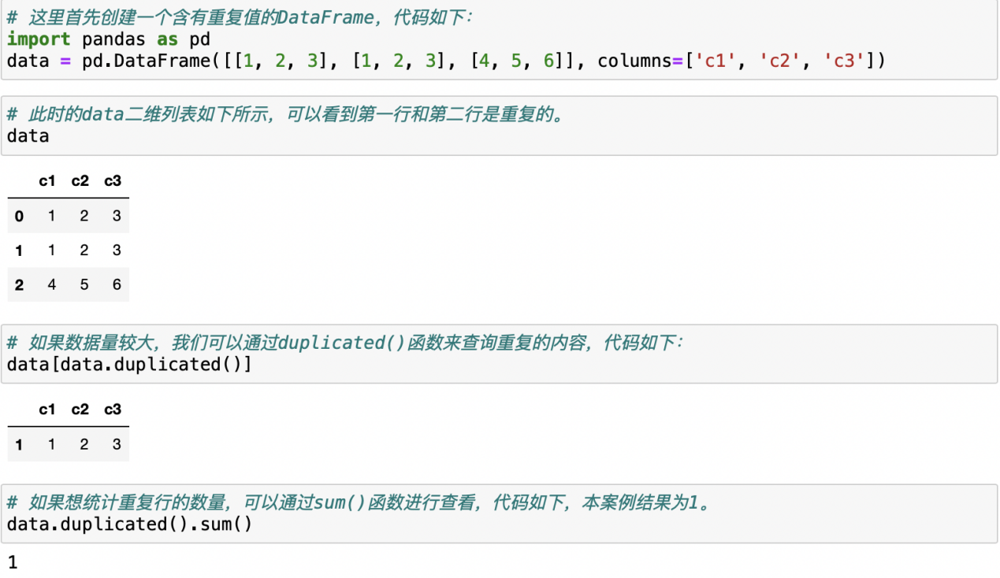 # 这里首先创建一个含有重复值的DataFrame，代码如下：
import pandas as pd
data = pd.DataFrame([[1, 2, 3], [1, 2, 3], [4, 5, 6]], columns=['c1', 'c2', 'c3'])
# 此时的data二维列表如下所示，可以看到第一行和第二行是重复的。
data
c1 c2 c3
0 1 2 3
1 1 2 3
2 4 5 6
# 如果数据量较大，我们可以通过duplicated()函数来查询重复的内容，代码如下：
data[data.duplicated()]
c1 c2 c3
1 1 2 3
# 如果想统计重复行的数量，可以通过sum()函数进行查看，代码如下，本案例结果为1。
data.duplicated().sum()
1